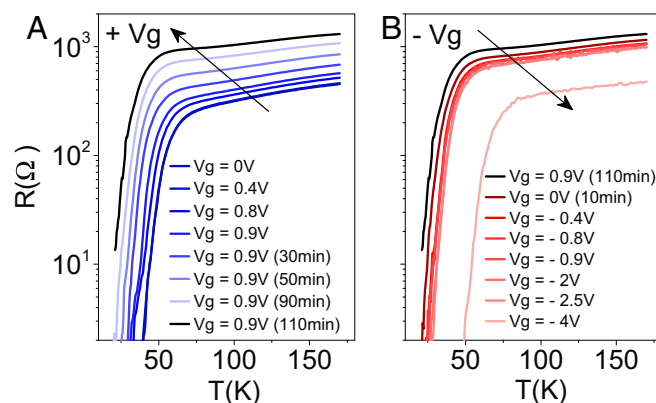 A
+ Vg
R(Ω)
10³
10²
10¹
Vg = 0V
Vg = 0.4V
Vg = 0.8V
Vg = 0.9V
Vg = 0.9V (30min)
Vg = 0.9V (50min)
Vg = 0.9V (90min)
Vg = 0.9V (110min)
50 100 150
T(K)
B
- Vg
Vg = 0.9V (110min)
Vg = 0V (10min)
Vg = - 0.4V
Vg = - 0.8V
Vg = - 0.9V
Vg = - 2V
Vg = - 2.5V
Vg = - 4V
50 100 150
T(K)